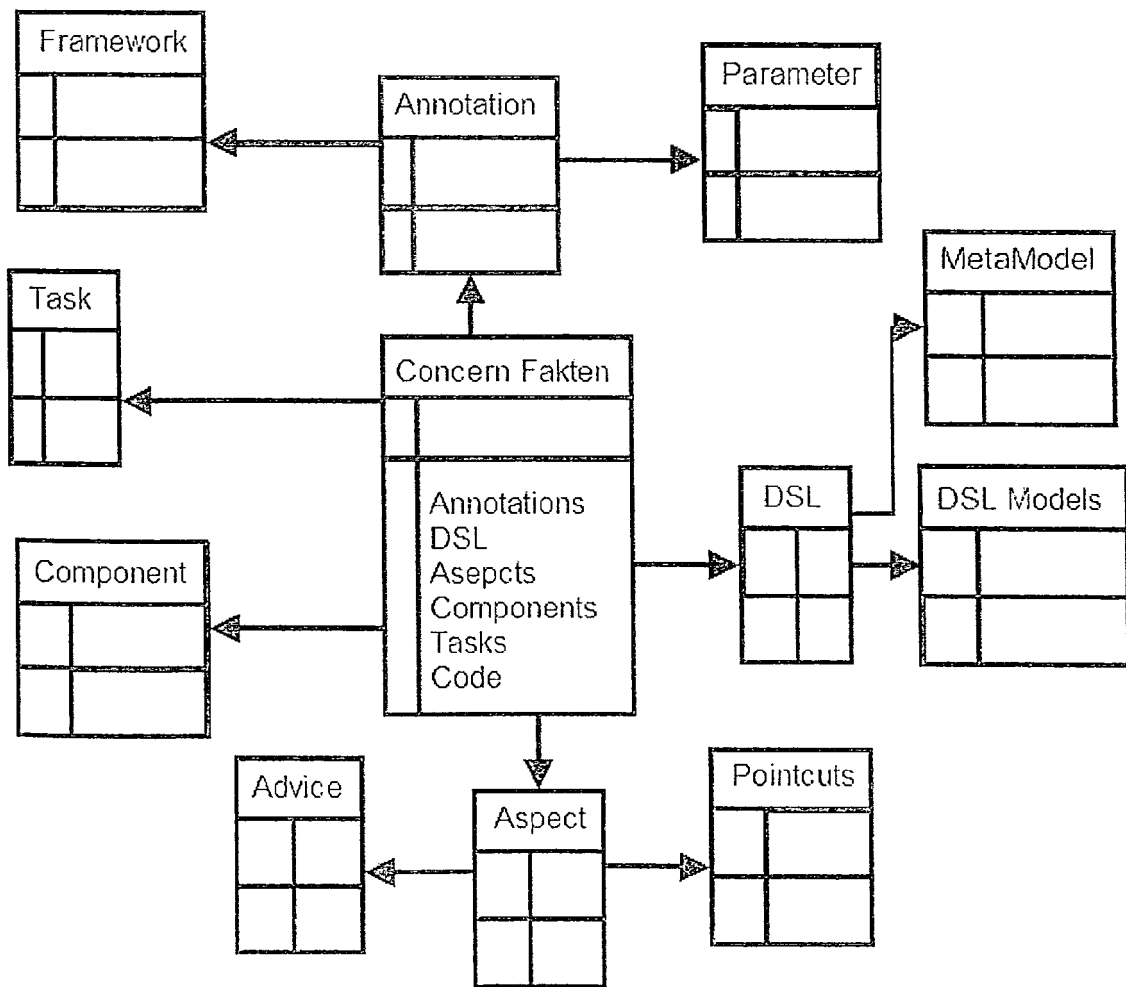 Framework
Annotation
Parameter
MetaModel
Task
Concern Fakten
Annotations
DSL
Asepcts
Components
Tasks
Code
DSL
DSL Models
Component
Advice
Aspect
Pointcuts